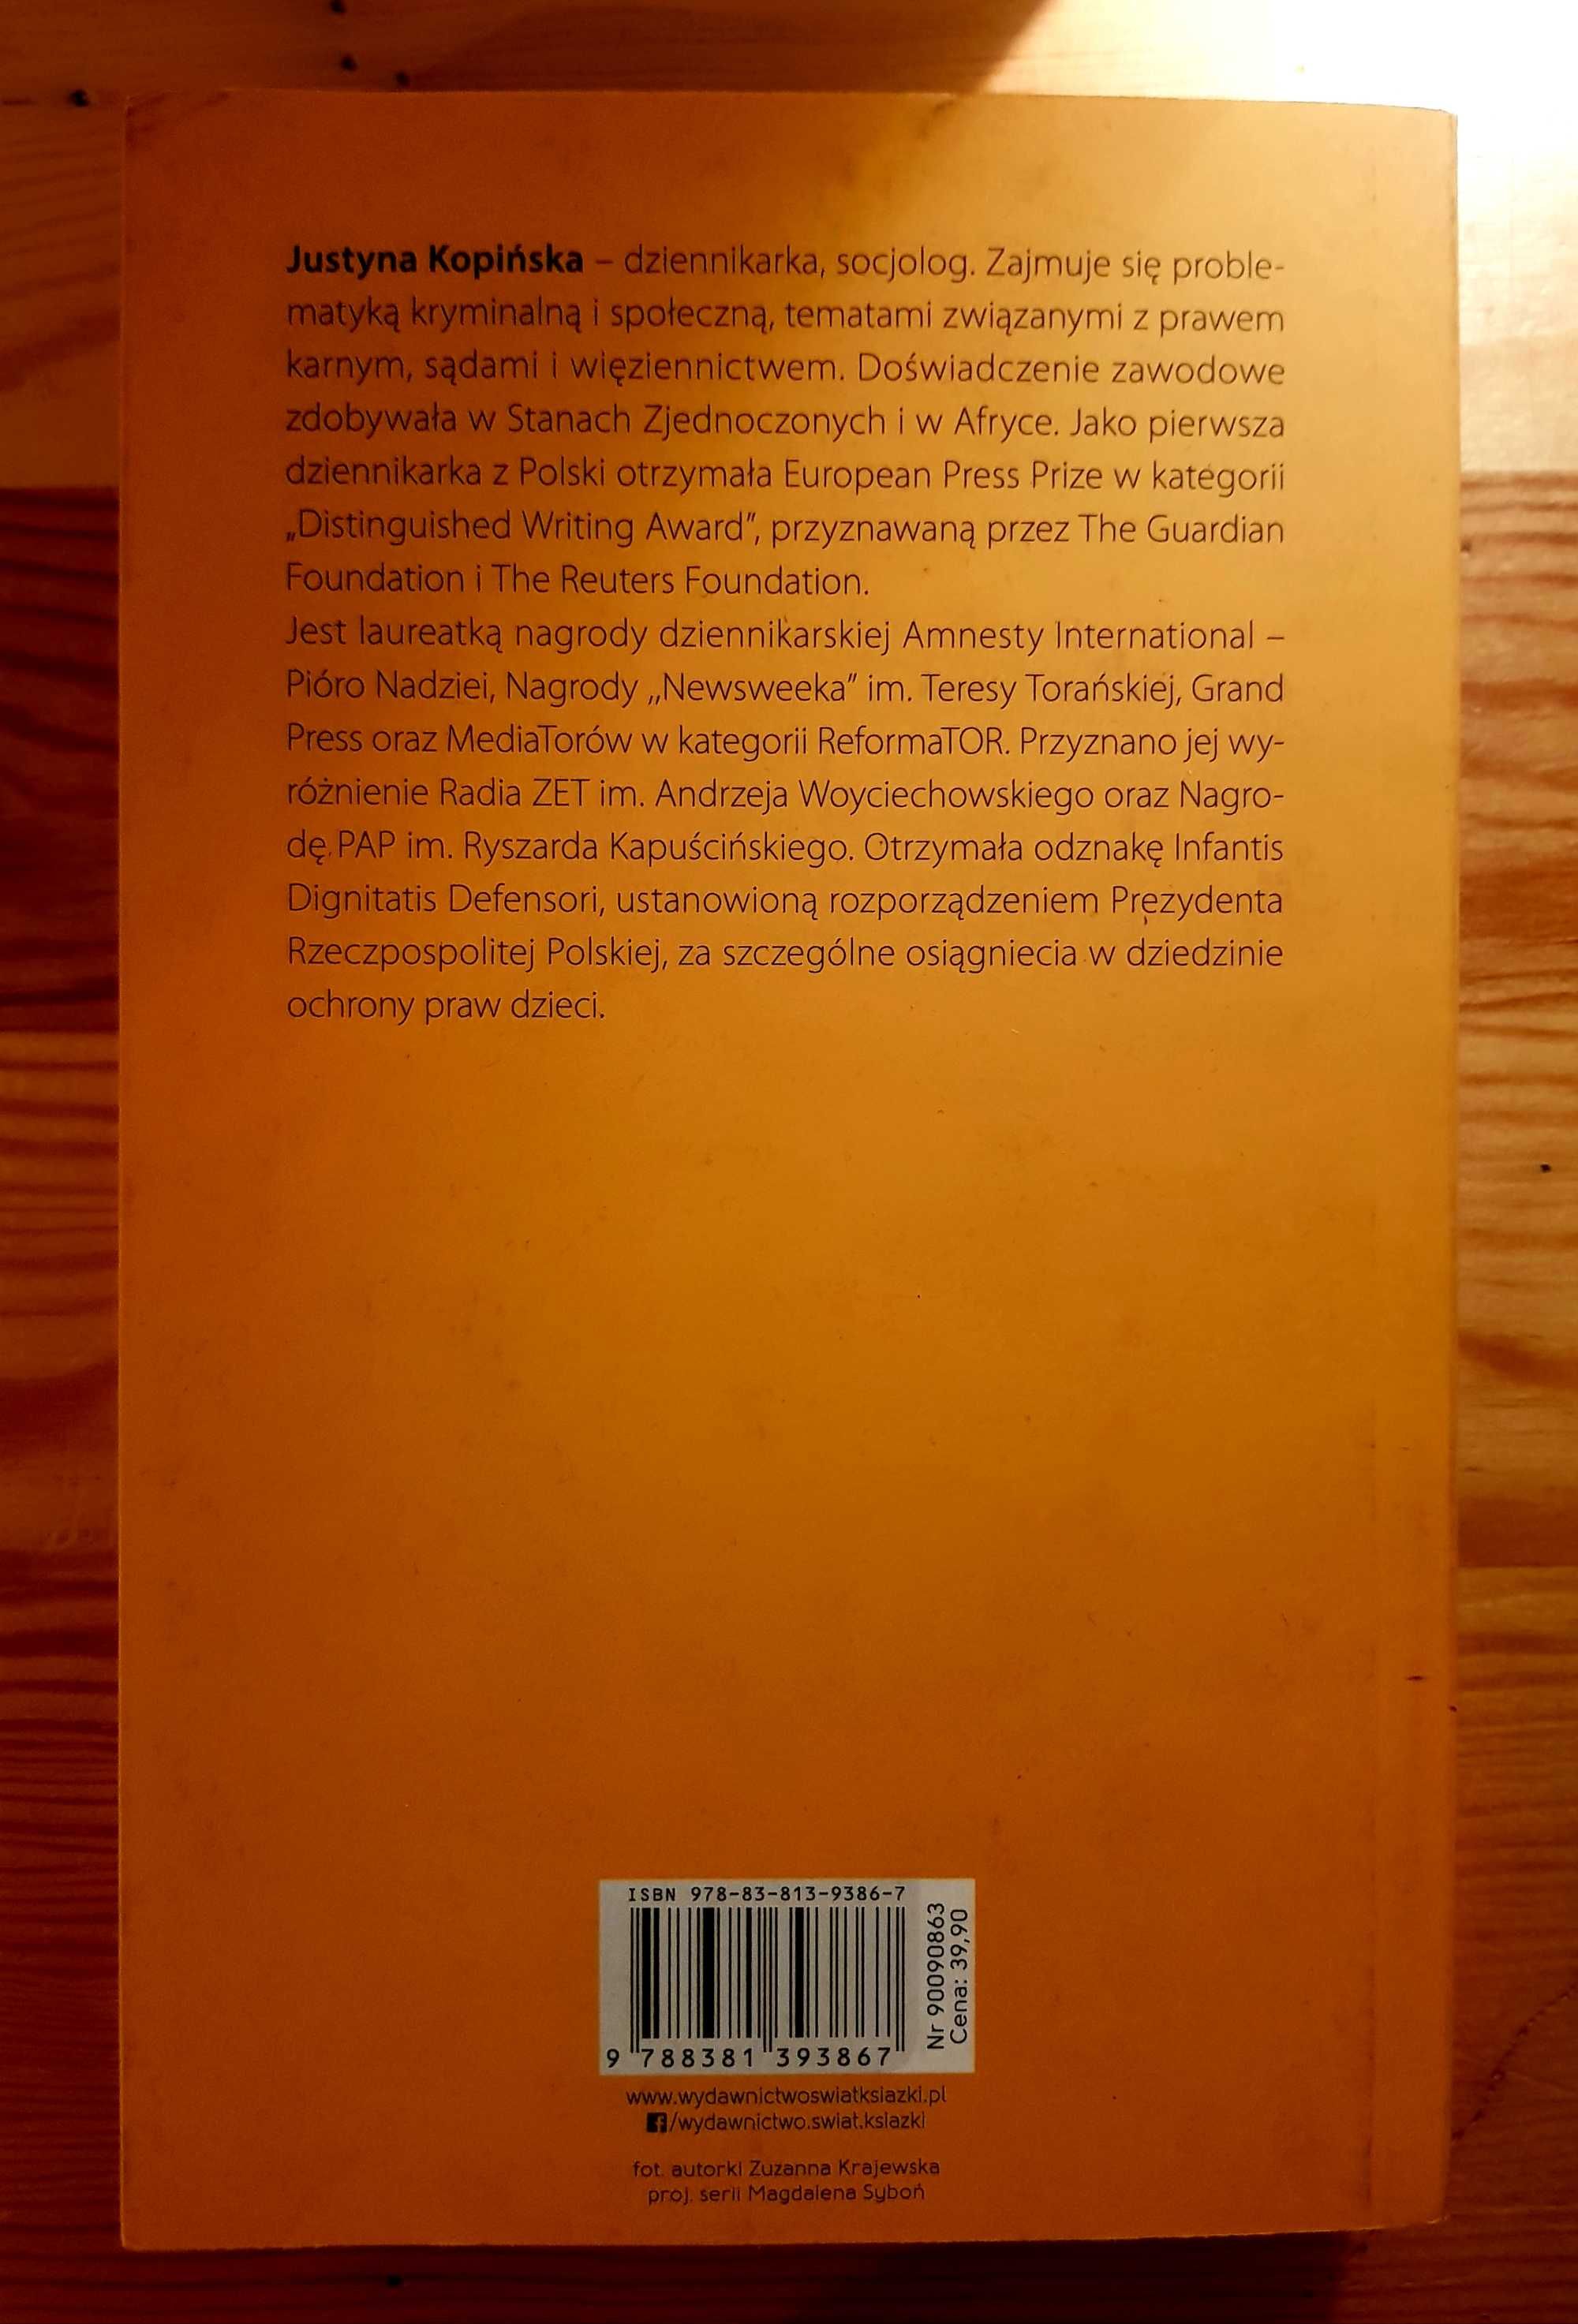 Justyna Kopińska – dziennikarka, socjolog. Zajmuje się proble-
matyką kryminalną i społeczną, tematami związanymi z prawem
karnym, sądami i więziennictwem. Doświadczenie zawodowe
zdobywała w Stanach Zjednoczonych i w Afryce. Jako pierwsza
dziennikarka z Polski otrzymała European Press Prize w kategorii
„Distinguished Writing Award”, przyznawaną przez The Guardian
Foundation i The Reuters Foundation.
Jest laureatką nagrody dziennikarskiej Amnesty International –
Pióro Nadziei, Nagrody „Newsweeka” im. Teresy Torańskiej, Grand
Press oraz MediaTorów w kategorii ReformaTOR. Przyznano jej wy-
różnienie Radia ZET im. Andrzeja Woyciechowskiego oraz Nagro-
dę PAP im. Ryszarda Kapuścińskiego. Otrzymała odznakę Infantis
Dignitatis Defensori, ustanowioną rozporządzeniem Prezydenta
Rzeczpospolitej Polskiej, za szczególne osiągniecia w dziedzinie
ochrony praw dzieci.
ISBN 978-83-813-9386-7
9 788381 393867
Nr 90090863
Cena: 39,90
www.wydawnictwoswiatksiazki.pl
/wydawnictwo.swiat.ksiazki
fot. autorki Zuzanna Krajewska
proj. serii Magdalena Syboń